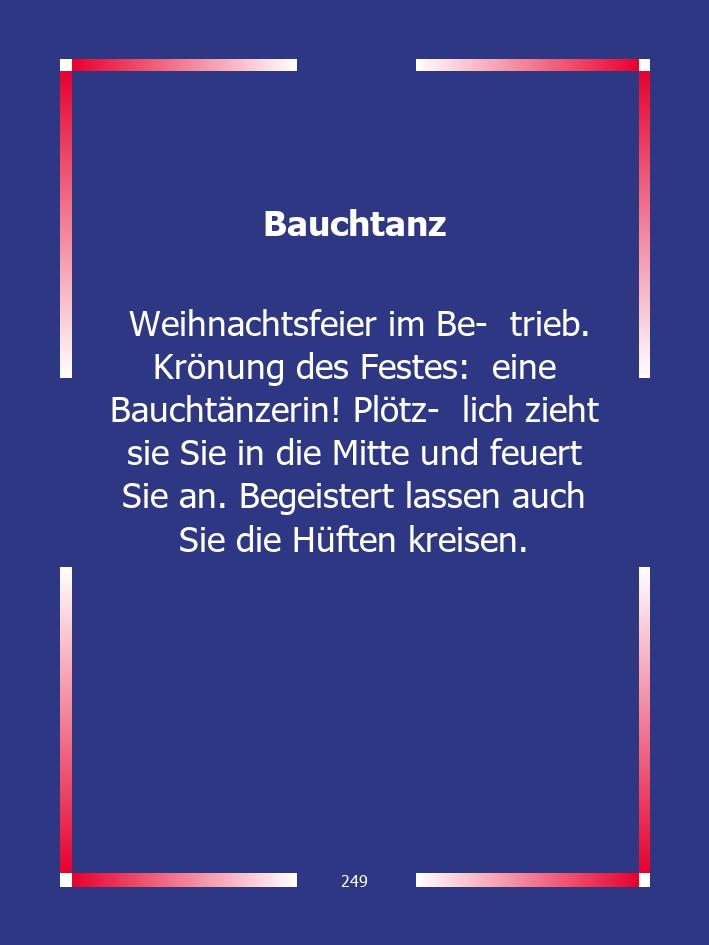 Bauchtanz
Weihnachtsfeier im Be-  trieb.
Krönung des Festes:  eine
Bauchtänzerin! Plötz-  lich zieht
sie Sie in die Mitte und feuert
Sie an. Begeistert lassen auch
Sie die Hüften kreisen.
249